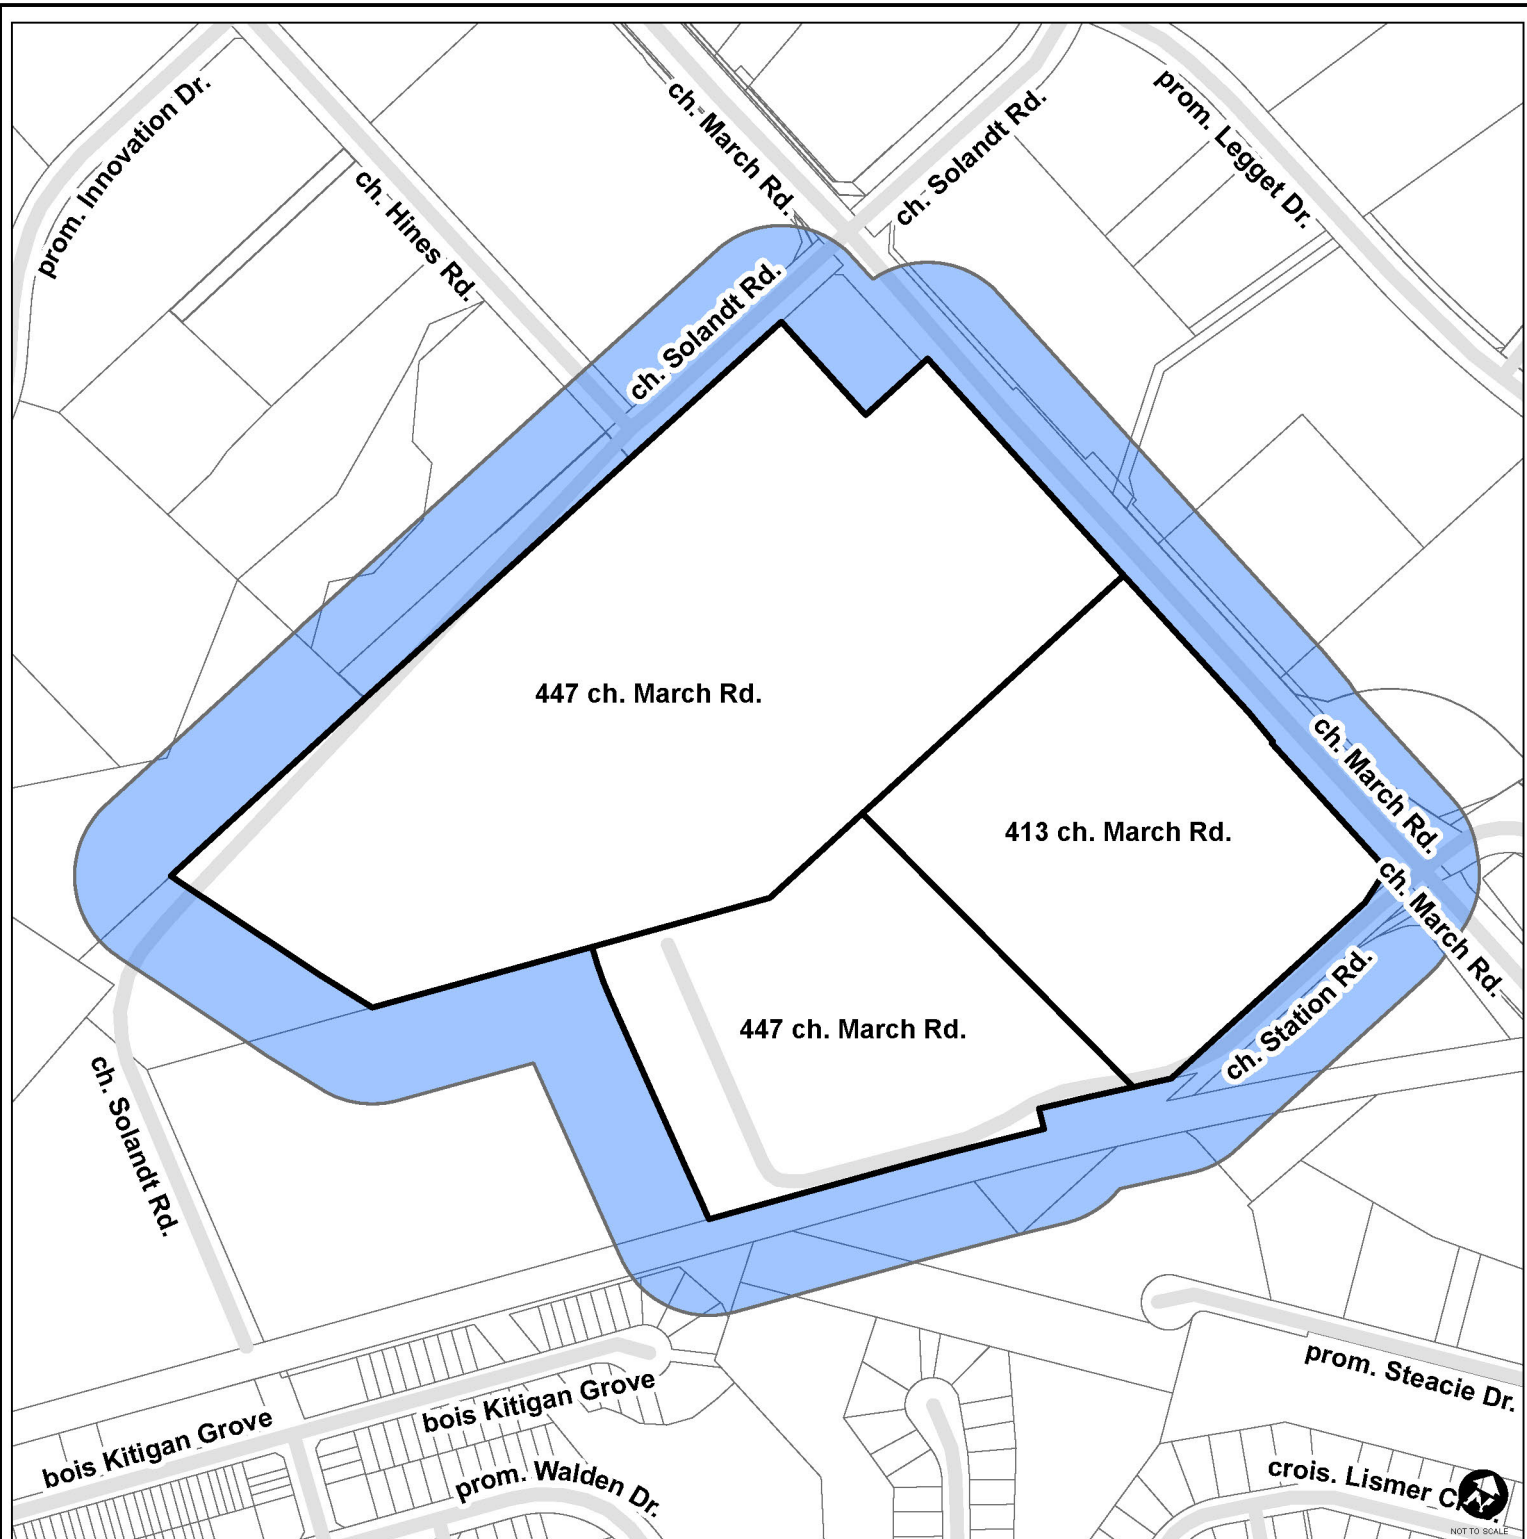 prom. Innovation Dr.
ch. Hines Rd.
ch. March Rd.
ch. Solandt Rd.
prom. Legget Dr.
ch. Solandt Rd.
447 ch. March Rd.
413 ch. March Rd.
ch. March Rd.
ch. March Rd.
447 ch. March Rd.
ch. Station Rd.
ch. Solandt Rd.
prom. Steacie Dr.
bois Kitigan Grove
bois Kitigan Grove
prom. Walden Dr.
crois. Lismer
N
NOT TO SCALE